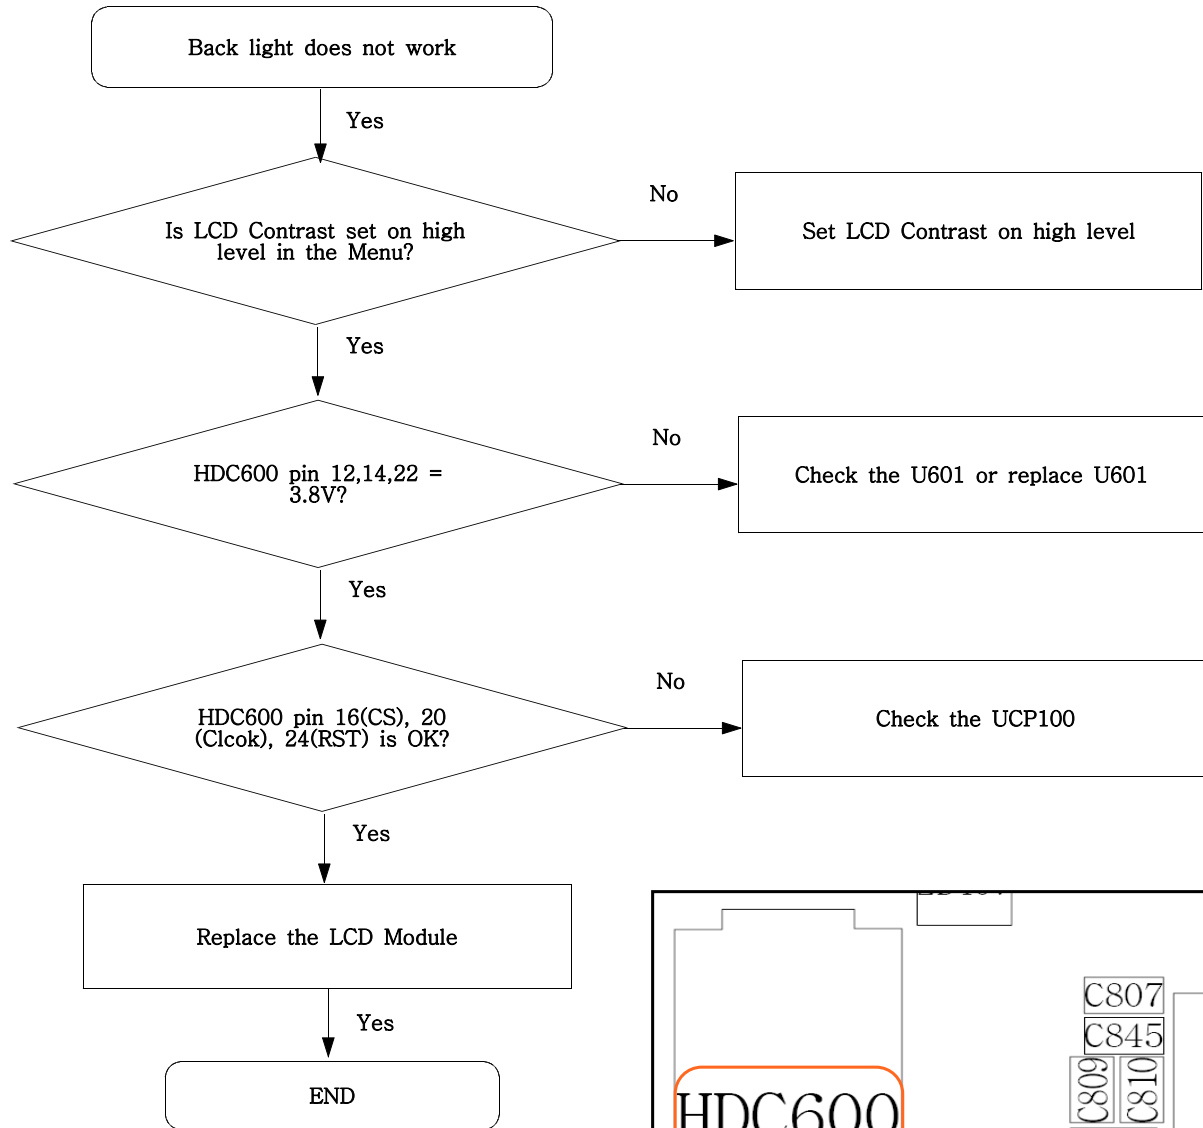 Back light does not work
Yes
Is LCD Contrast set on high
level in the Menu?
No
Set LCD Contrast on high level
Yes
HDC600 pin 12,14,22 =
3.8V?
No
Check the U601 or replace U601
Yes
HDC600 pin 16(CS), 20
(Clcok), 24(RST) is OK?
No
Check the UCP100
Yes
Replace the LCD Module
Yes
END
C807
C845
C809
C810
HDC600